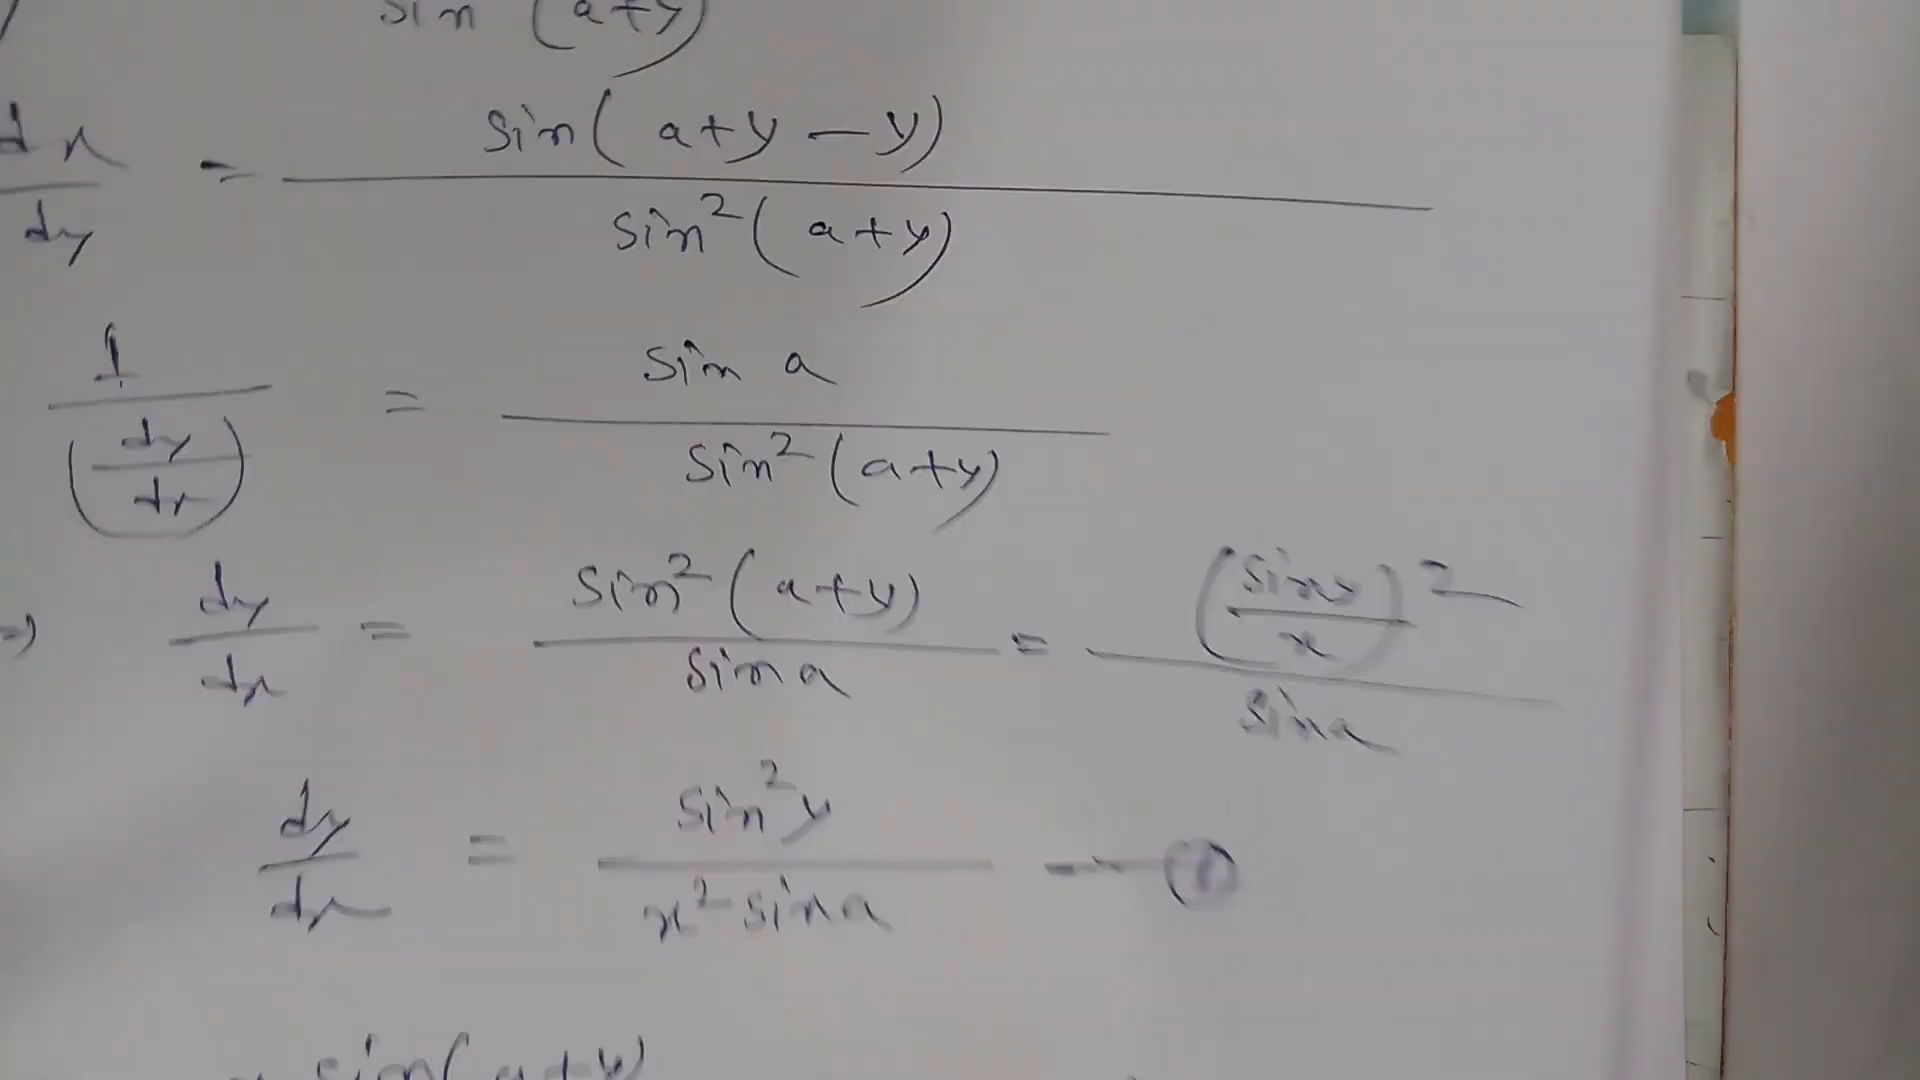 sin (a+y)
dx/dy = sin(a+y-y) / sin²(a+y)
1/(dy/dx) = sin a / sin²(a+y)
⇒ dy/dx = sin²(a+y) / sin a = (sin y / x)² / sin a
dy/dx = sin²y / x² sin a — ①
sin(a+y)